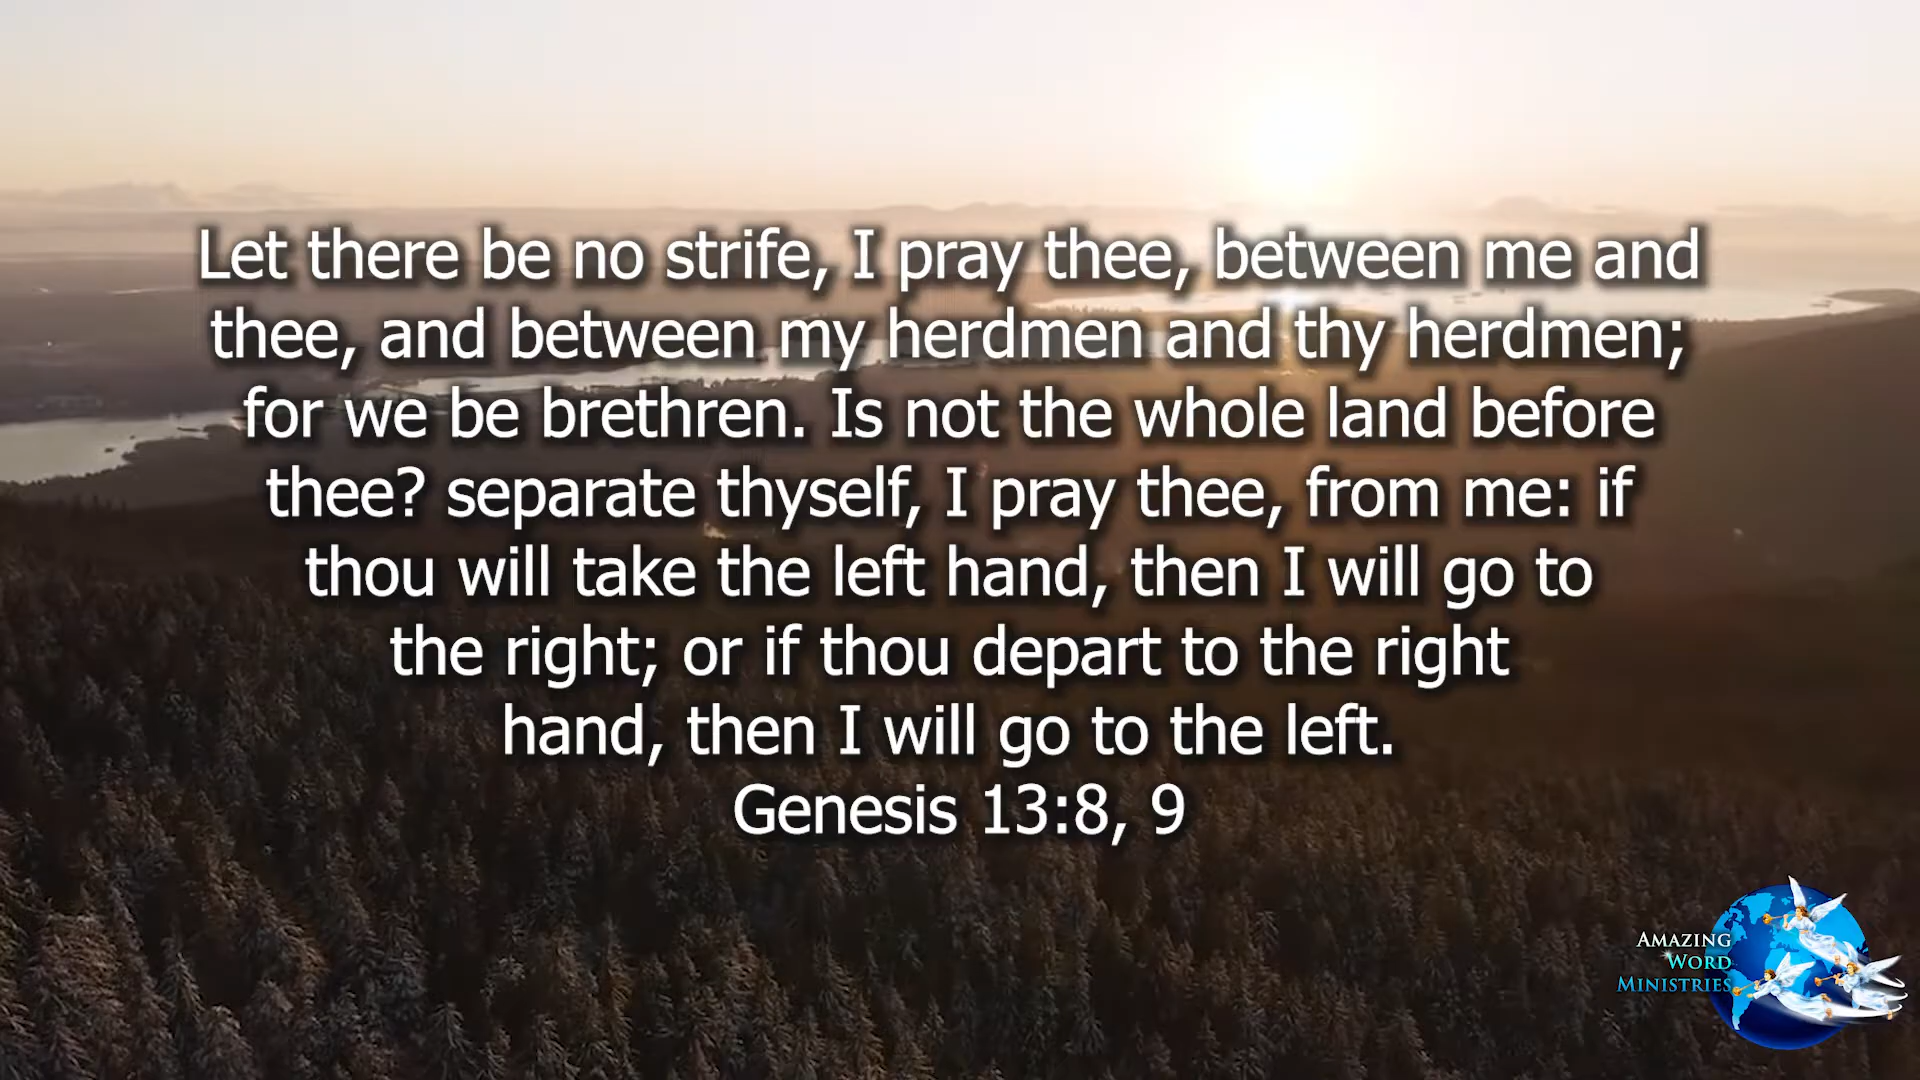 Let there be no strife, I pray thee, between me and
thee, and between my herdmen and thy herdmen;
for we be brethren. Is not the whole land before
thee? separate thyself, I pray thee, from me: if
thou will take the left hand, then I will go to
the right; or if thou depart to the right
hand, then I will go to the left.
Genesis 13:8, 9
AMAZING
WORD
MINISTRIES